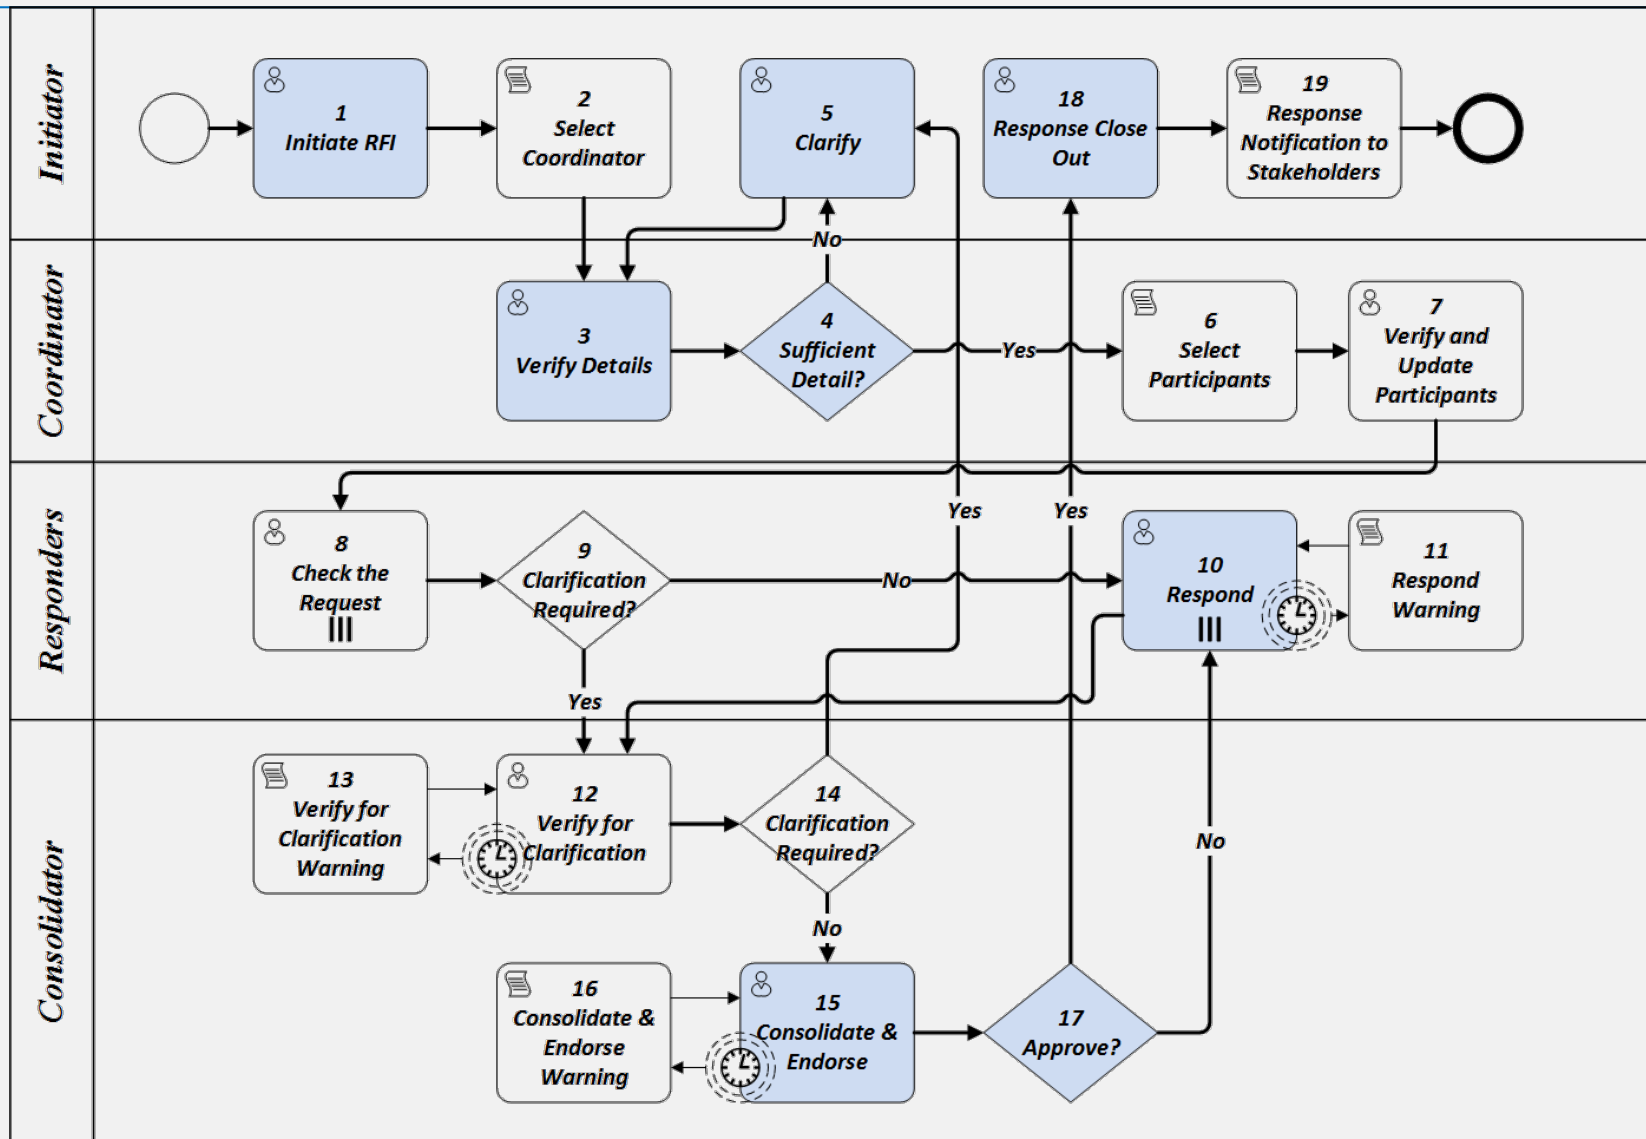 Initiator
1
Initiate RFI
2
Select
Coordinator
5
Clarify
18
Response Close
Out
19
Response
Notification to
Stakeholders
No
Coordinator
3
Verify Details
4
Sufficient
Detail?
Yes
6
Select
Participants
7
Verify and
Update
Participants
Responders
8
Check the
Request
9
Clarification
Required?
No
Yes
Yes
10
Respond
11
Respond
Warning
Yes
Consolidator
13
Verify for
Clarification
Warning
12
Verify for
Clarification
14
Clarification
Required?
No
No
16
Consolidate &
Endorse
Warning
15
Consolidate &
Endorse
17
Approve?